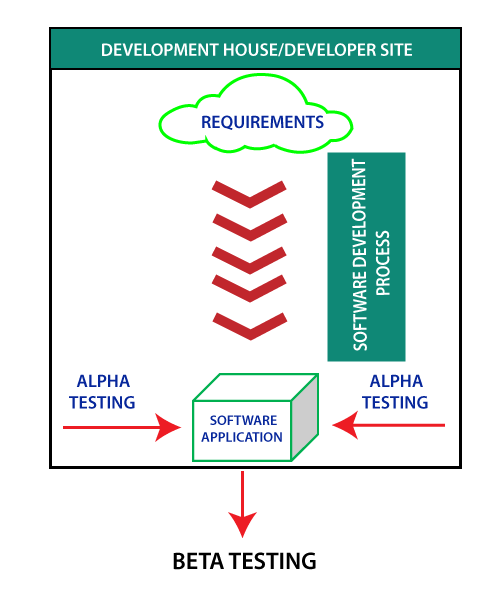 DEVELOPMENT HOUSE/DEVELOPER SITE
REQUIREMENTS
SOFTWARE DEVELOPMENT
PROCESS
ALPHA
TESTING
SOFTWARE
APPLICATION
ALPHA
TESTING
BETA TESTING